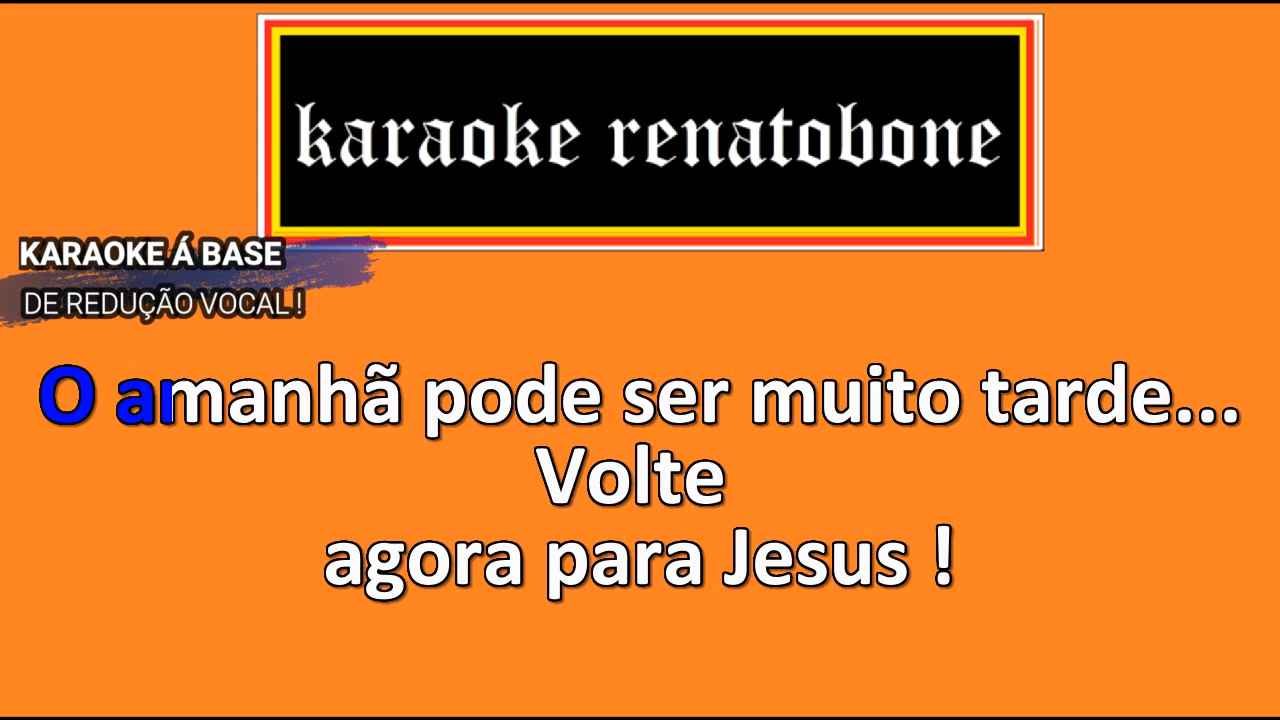 karaoke renatobone
KARAOKE Á BASE
DE REDUÇÃO VOCAL !
O amanhã pode ser muito tarde...
Volte
agora para Jesus !